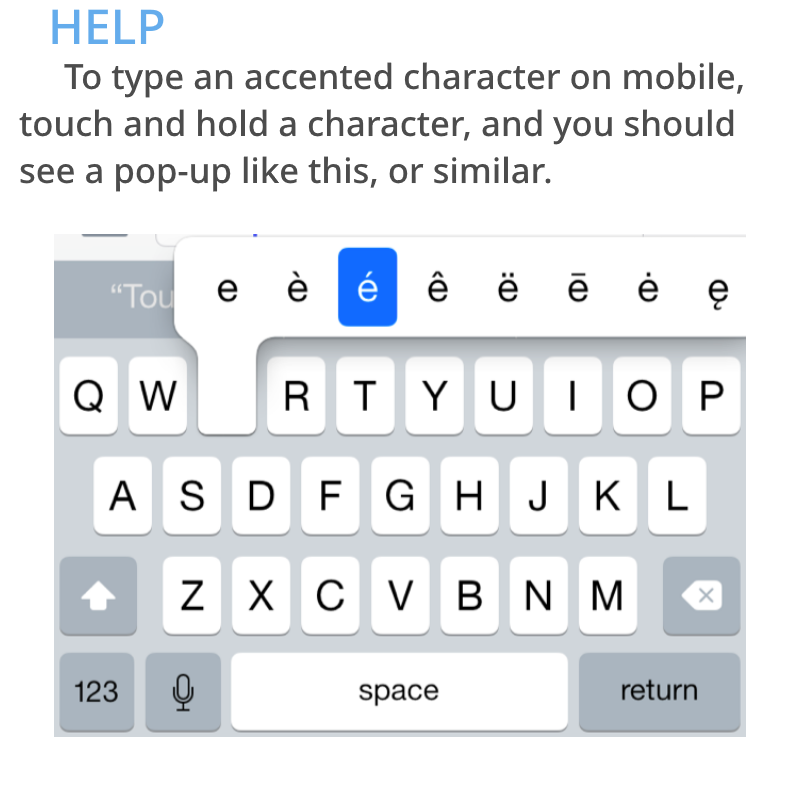 HELP
To type an accented character on mobile,
touch and hold a character, and you should
see a pop-up like this, or similar.
“Tou
e è é ê ë ē ė ę
Q W R T Y U I O P
A S D F G H J K L
Z X C V B N M
123 space return